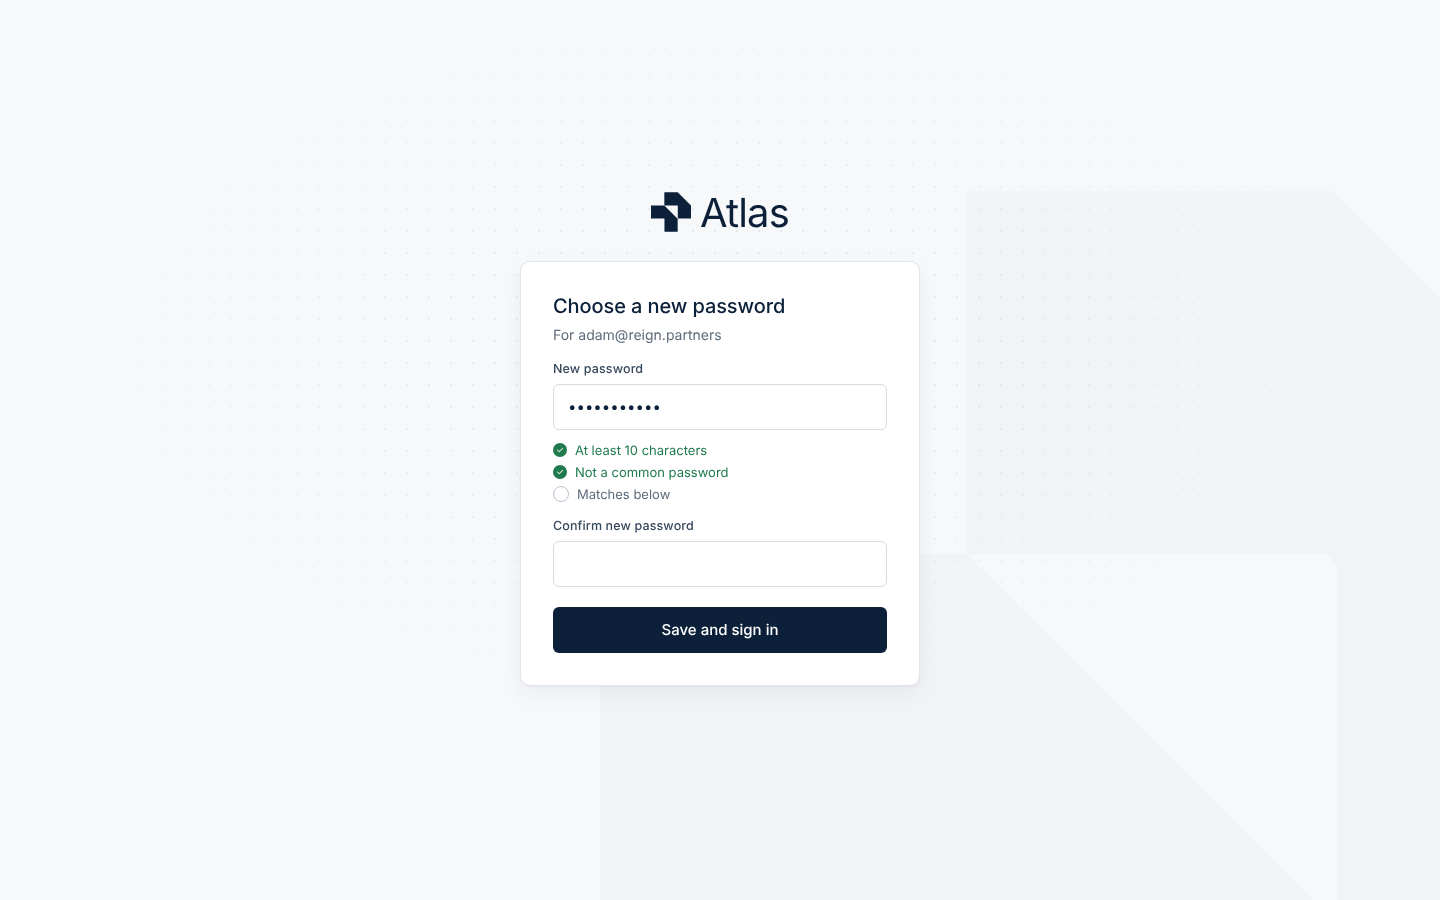 Atlas
Choose a new password
For adam@reign.partners
New password
•••••••••••
At least 10 characters
Not a common password
Matches below
Confirm new password
Save and sign in